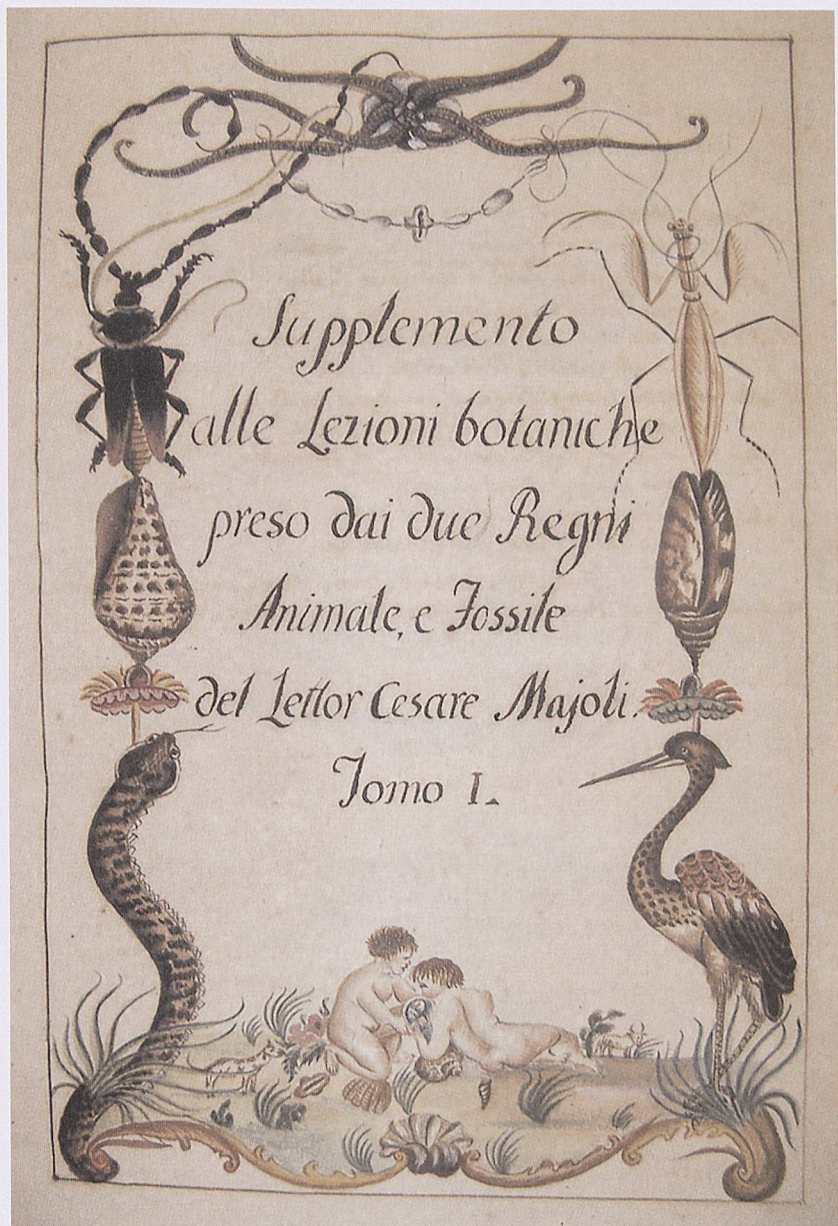 Supplemento
alle Lezioni botaniche
preso dai due Regni
Animale, e Fossile
del Lettor Cesare Majoli.
Tomo I.